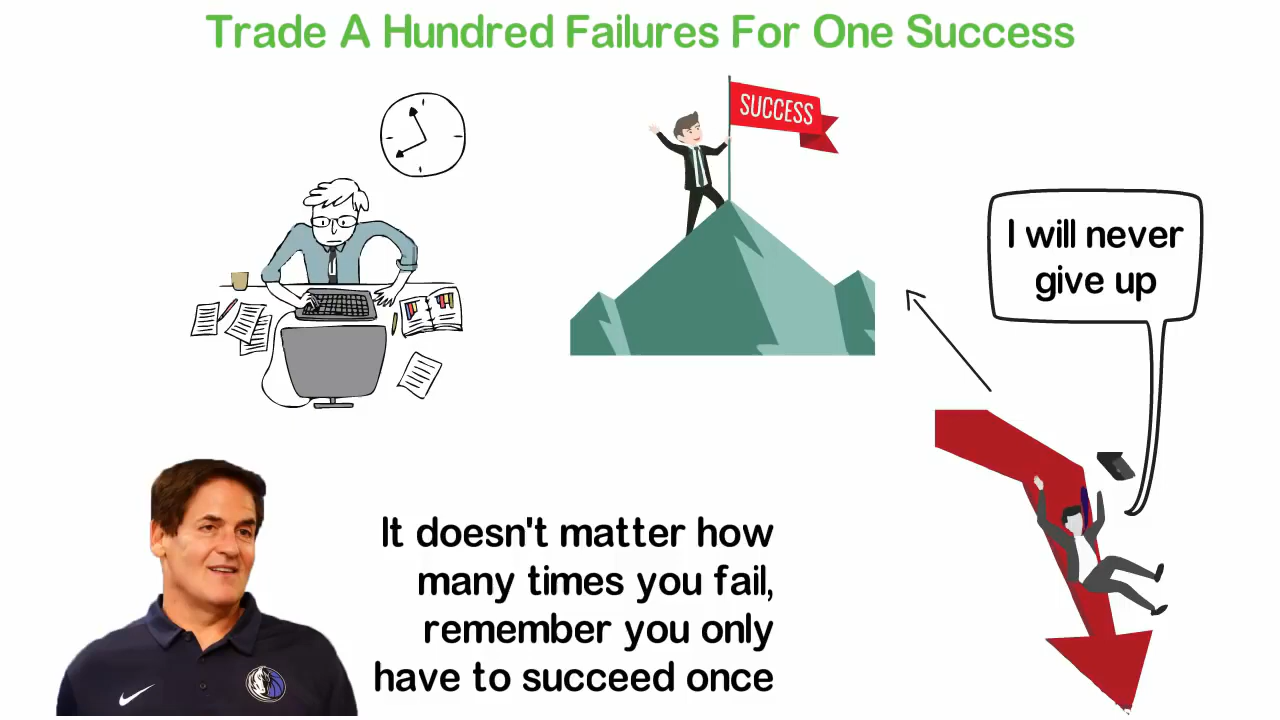 Trade A Hundred Failures For One Success
SUCCESS
I will never
give up
It doesn't matter how
many times you fail,
remember you only
have to succeed once